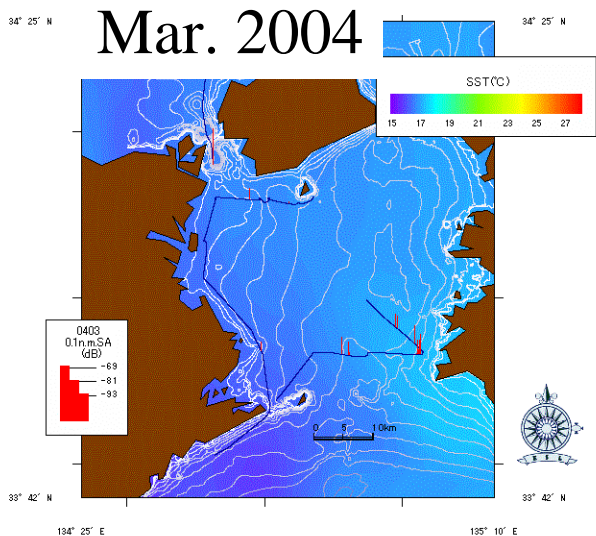 Mar. 2004
34° 25′ N
34° 25′ N
SST(℃)
15 17 19 21 23 25 27
0403
0.1n.m.SA
(dB)
-69
-81
-93
0 5 10km
33° 42′ N
33° 42′ N
134° 25′ E
135° 10′ E